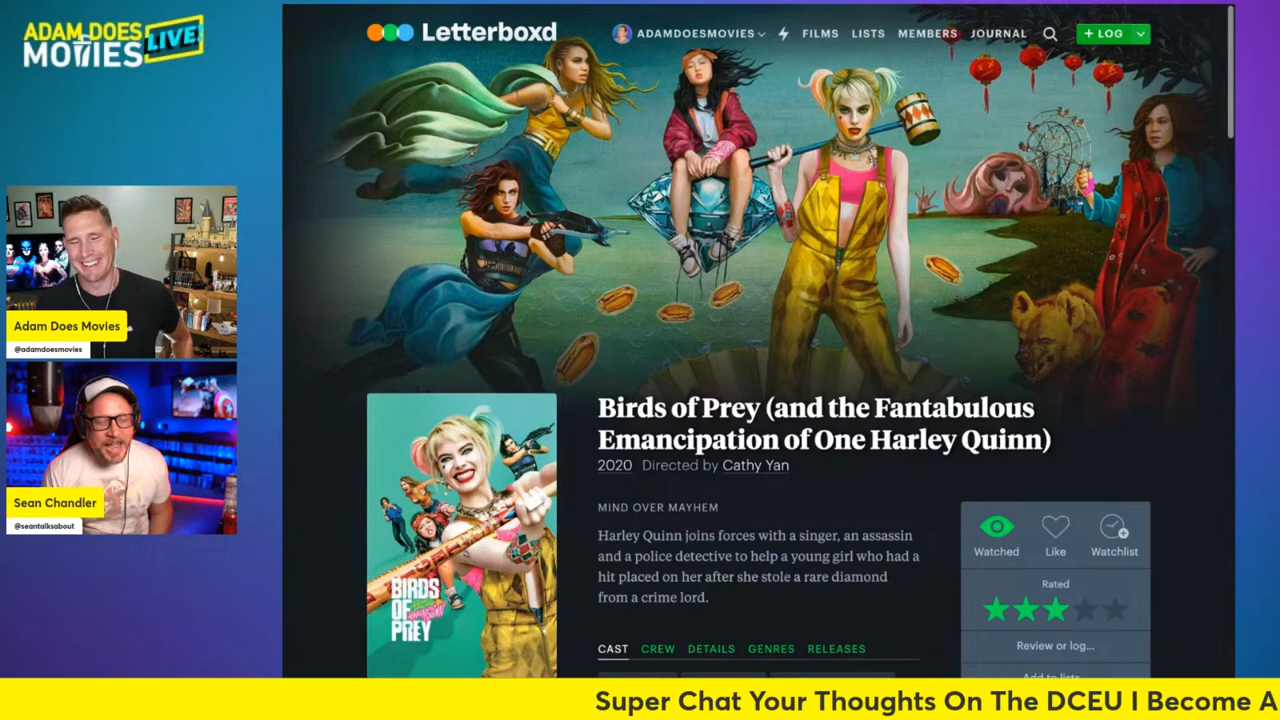 ADAM DOES
MOVIES
LIVE!
Letterboxd
ADAMDOESMOVIES
FILMS
LISTS
MEMBERS
JOURNAL
+ LOG
Adam Does Movies
@adamdoesmovies
Sean Chandler
@seantalksabout
BIRDS
OF
PREY
Birds of Prey (and the Fantabulous
Emancipation of One Harley Quinn)
2020 Directed by Cathy Yan
MIND OVER MAYHEM
Harley Quinn joins forces with a singer, an assassin
and a police detective to help a young girl who had a
hit placed on her after she stole a rare diamond
from a crime lord.
CAST CREW DETAILS GENRES RELEASES
Watched Like Watchlist
Rated
Review or log...
Add to lists...
Super Chat Your Thoughts On The DCEU I Become A